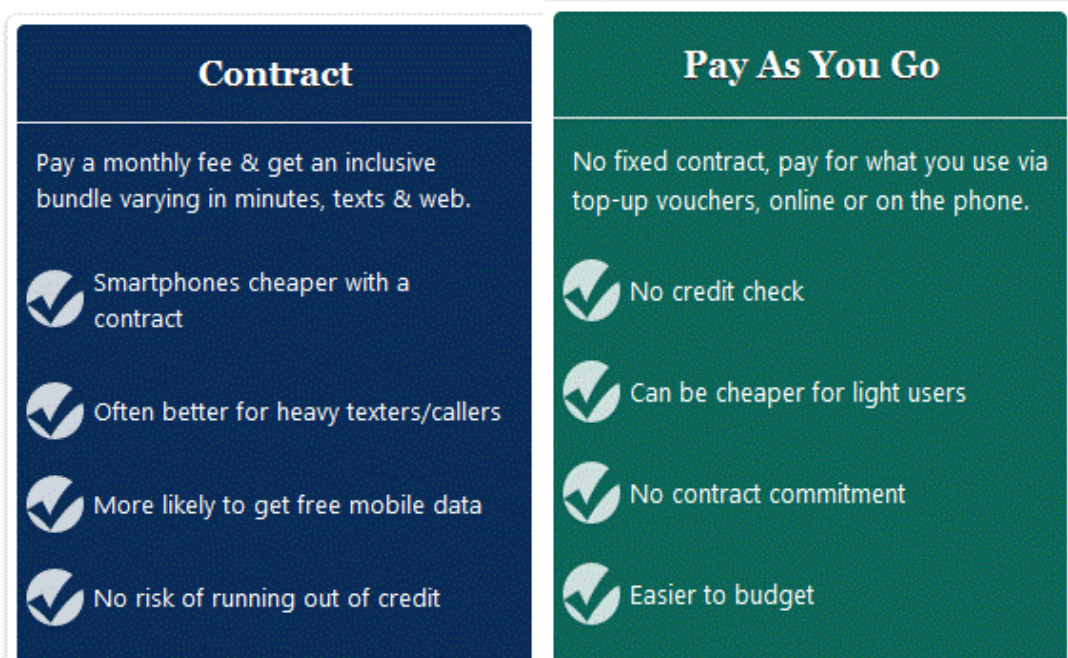 Contract
Pay a monthly fee & get an inclusive
bundle varying in minutes, texts & web.
Smartphones cheaper with a
contract
Often better for heavy texters/callers
More likely to get free mobile data
No risk of running out of credit
Pay As You Go
No fixed contract, pay for what you use via
top-up vouchers, online or on the phone.
No credit check
Can be cheaper for light users
No contract commitment
Easier to budget